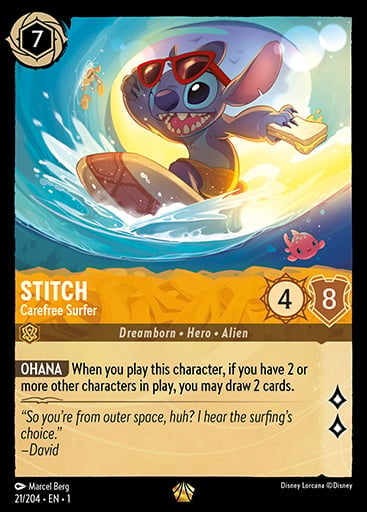 7
STITCH
Carefree Surfer
4
8
Dreamborn • Hero • Alien
OHANA When you play this character, if you have 2 or
more other characters in play, you may draw 2 cards.
“So you’re from outer space, huh? I hear the surfing’s
choice.”
–David
Marcel Berg
Disney Lorcana ©Disney
21/204 • EN • 1